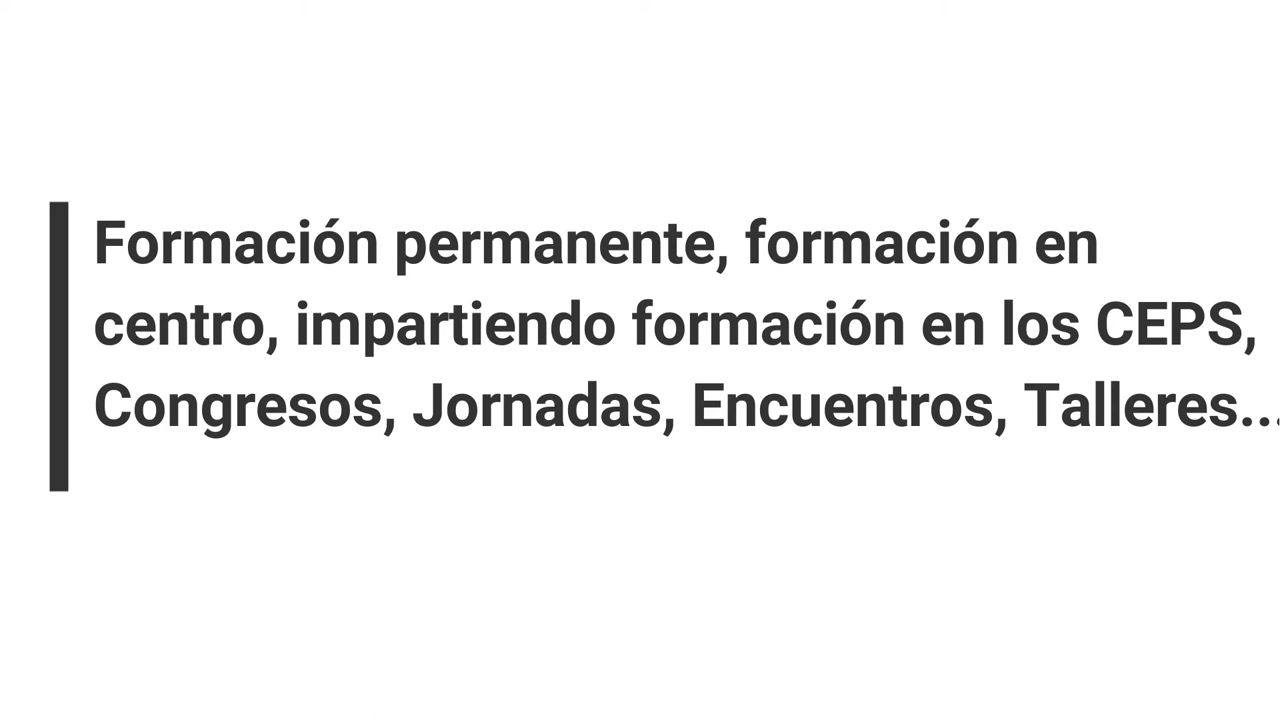 Formación permanente, formación en
centro, impartiendo formación en los CEPS,
Congresos, Jornadas, Encuentros, Talleres...